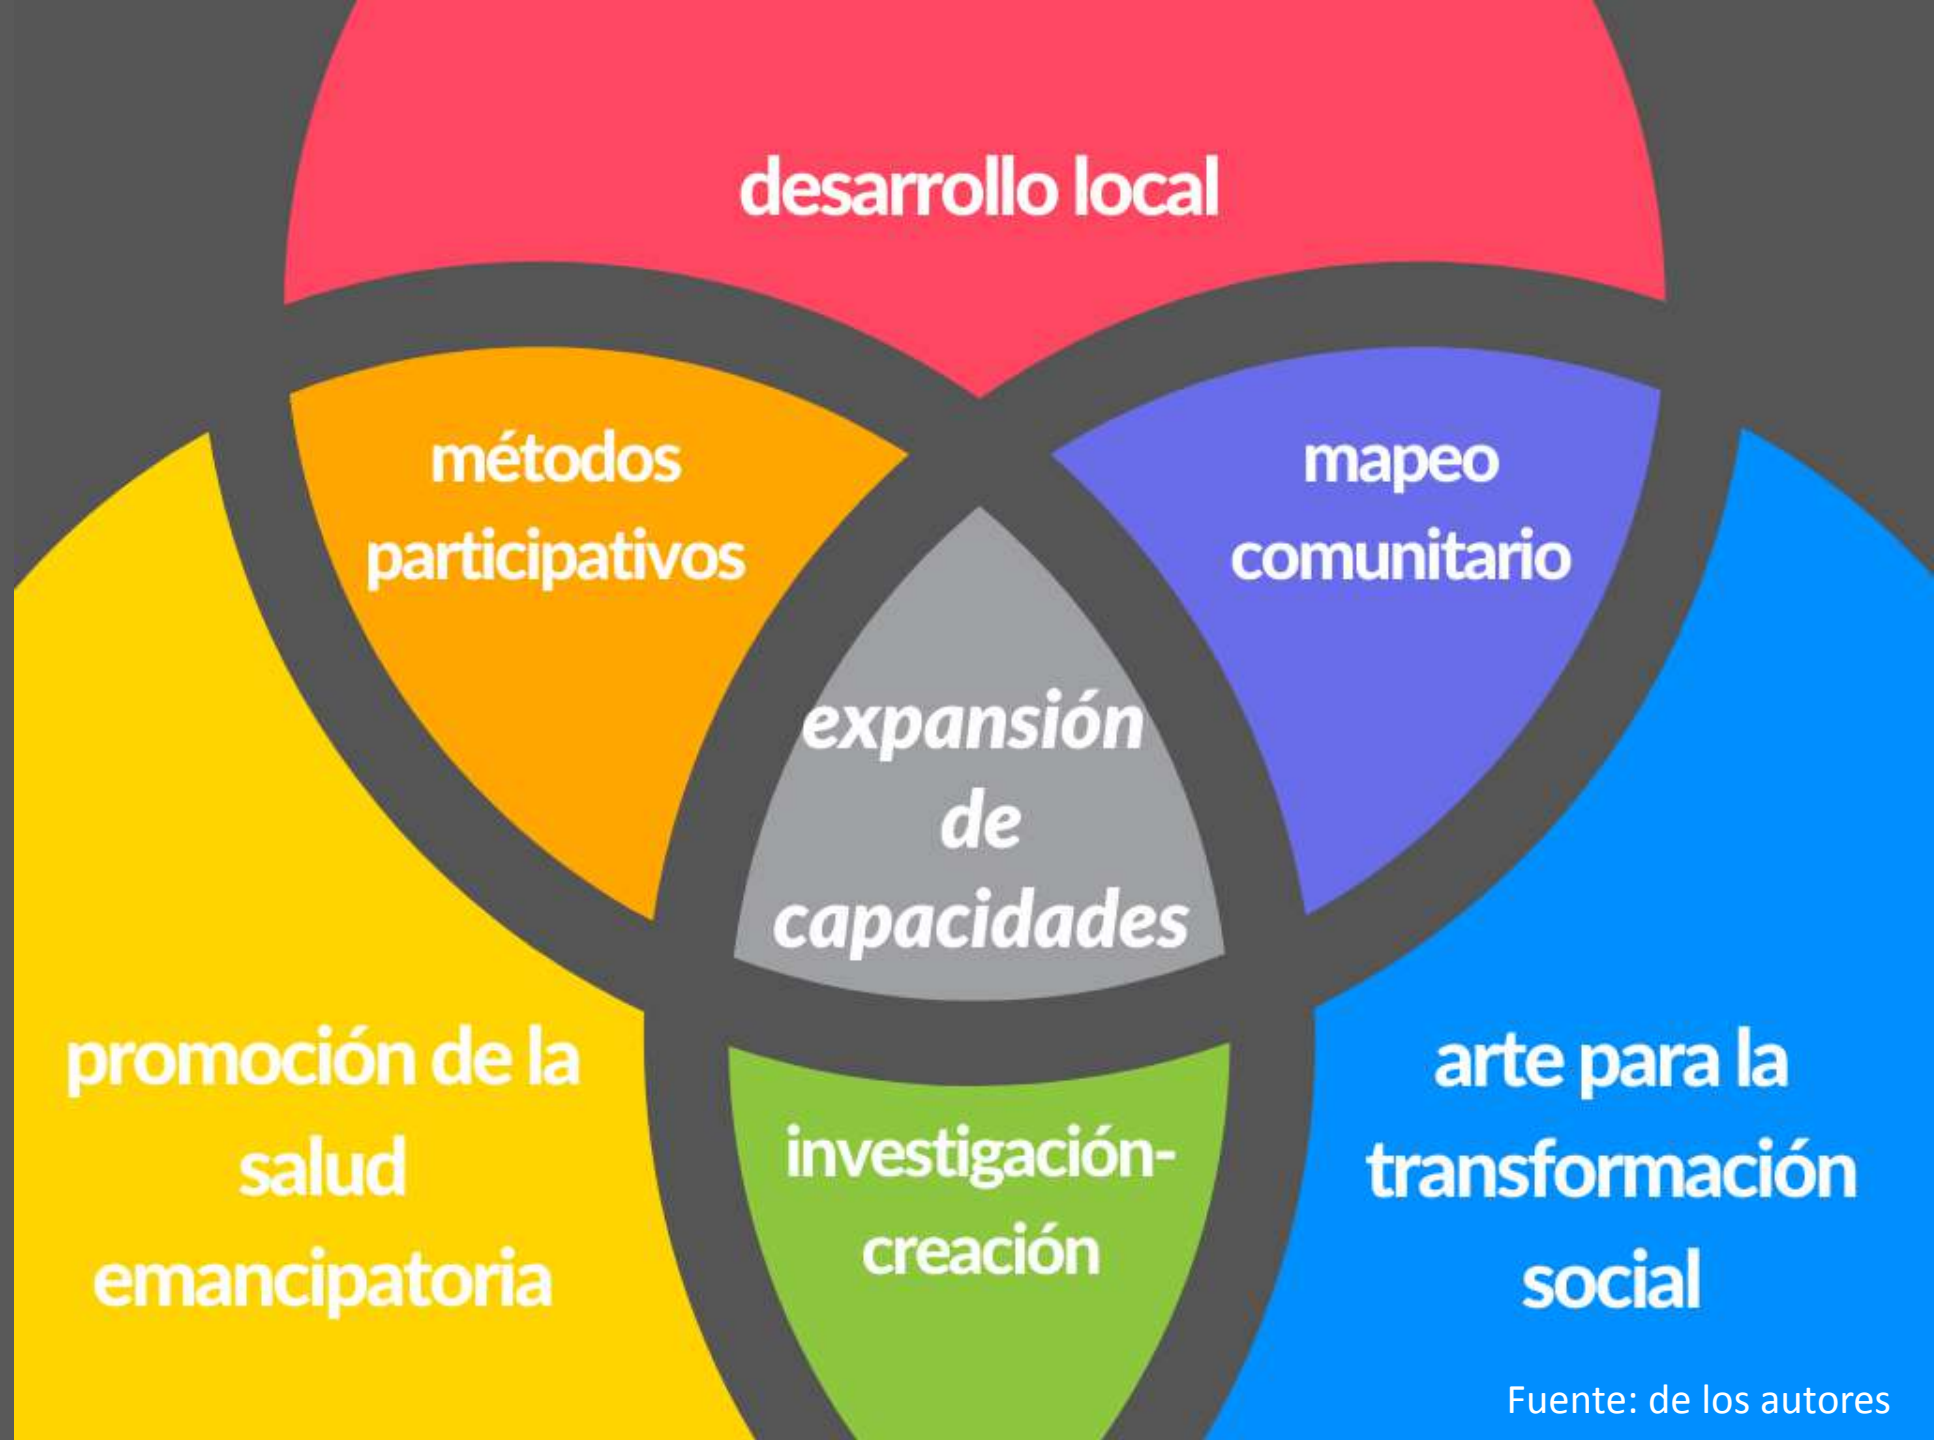 desarrollo local
métodos
participativos
mapeo
comunitario
expansión
de
capacidades
promoción de la
salud
emancipatoria
investigación-
creación
arte para la
transformación
social
Fuente: de los autores